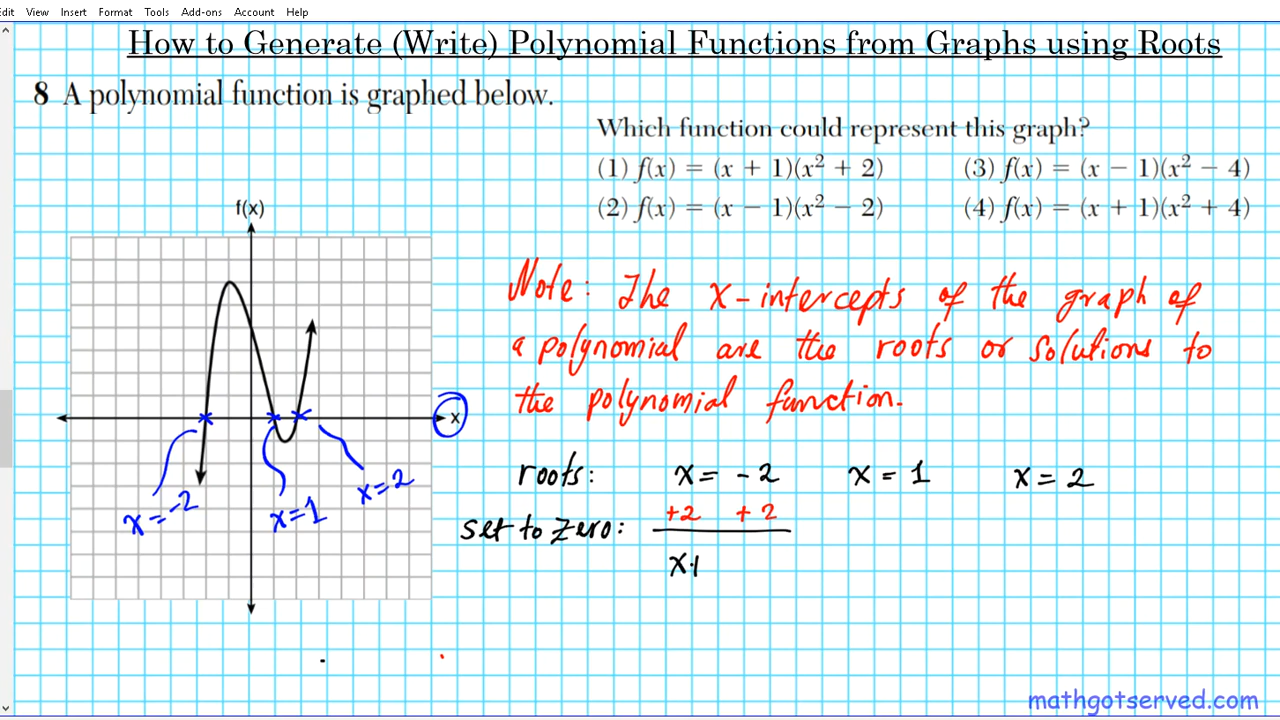 Edit View Insert Format Tools Add-ons Account Help
How to Generate (Write) Polynomial Functions from Graphs using Roots
8 A polynomial function is graphed below.
Which function could represent this graph?
(1) f(x) = (x + 1)(x² + 2) (3) f(x) = (x − 1)(x² − 4)
(2) f(x) = (x − 1)(x² − 2) (4) f(x) = (x + 1)(x² + 4)
f(x)
x
x = -2
x = 1
x = 2
Note: The x-intercepts of the graph of
a polynomial are the roots or solutions to
the polynomial function.
roots: x = -2 x = 1 x = 2
set to zero: +2 +2
x+
mathgotserved.com